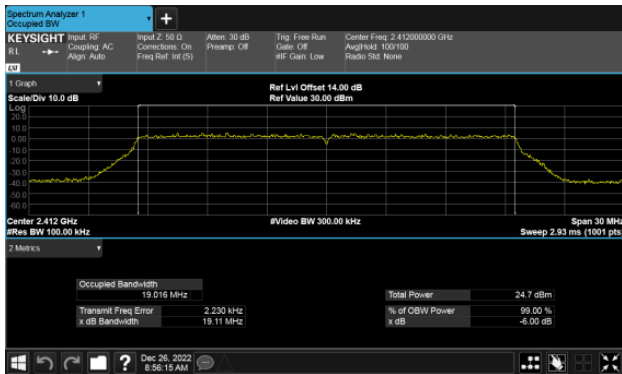 Spectrum Analyzer 1
Occupied BW
KEYSIGHT Input: RF Input Z: 50 Ω Atten: 30 dB Trig: Free Run Center Freq: 2.412000000 GHz
RL Coupling: AC Corrections: On Preamp: Off Gate: Off Avg|Hold: 100/100
Align: Auto Freq Ref: Int (S) #IF Gain: Low Radio Std: None
LXI
1 Graph
Scale/Div 10.0 dB
Ref Lvl Offset 14.00 dB
Ref Value 30.00 dBm
Log
20.0
10.0
0.00
-10.0
-20.0
-30.0
-40.0
-50.0
-60.0
Center 2.412 GHz #Video BW 300.00 kHz Span 30 MHz
#Res BW 100.00 kHz Sweep 2.93 ms (1001 pts
2 Metrics
Occupied Bandwidth
19.016 MHz
Total Power 24.7 dBm
Transmit Freq Error 2.230 kHz % of OBW Power 99.00 %
x dB Bandwidth 19.11 MHz x dB -6.00 dB
Dec 26, 2022
8:56:15 AM